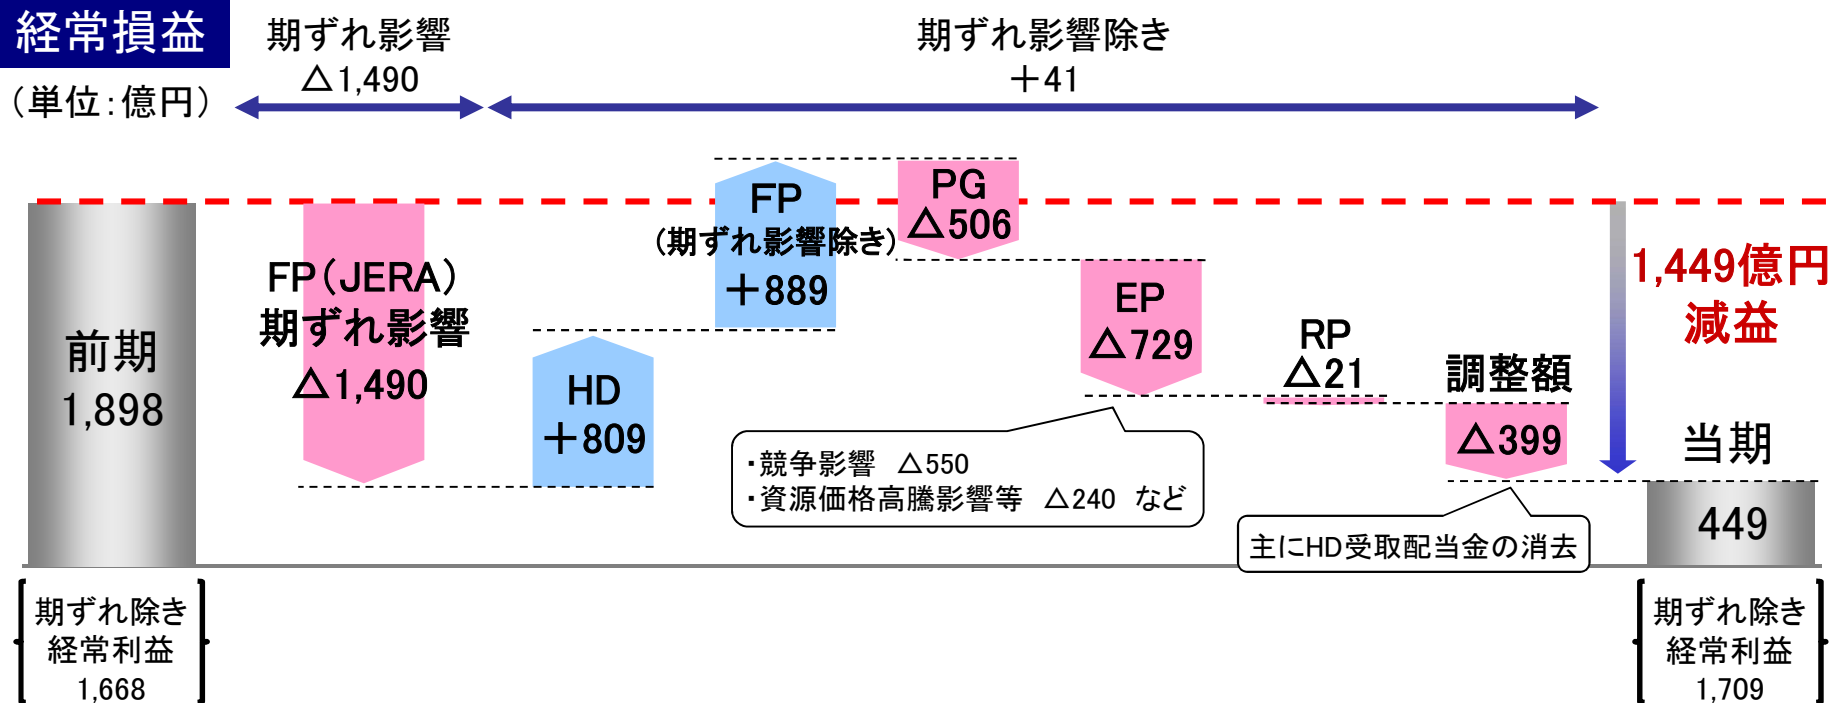 経常損益
（単位：億円）
期ずれ影響
△1,490
期ずれ影響除き
＋41
前期
1,898
FP（JERA）
期ずれ影響
△1,490
HD
＋809
FP
（期ずれ影響除き）
＋889
PG
△506
EP
△729
・競争影響　△550
・資源価格高騰影響等　△240　など
RP
△21
調整額
△399
主にHD受取配当金の消去
1,449億円
減益
当期
449
期ずれ除き
経常利益
1,668
期ずれ除き
経常利益
1,709